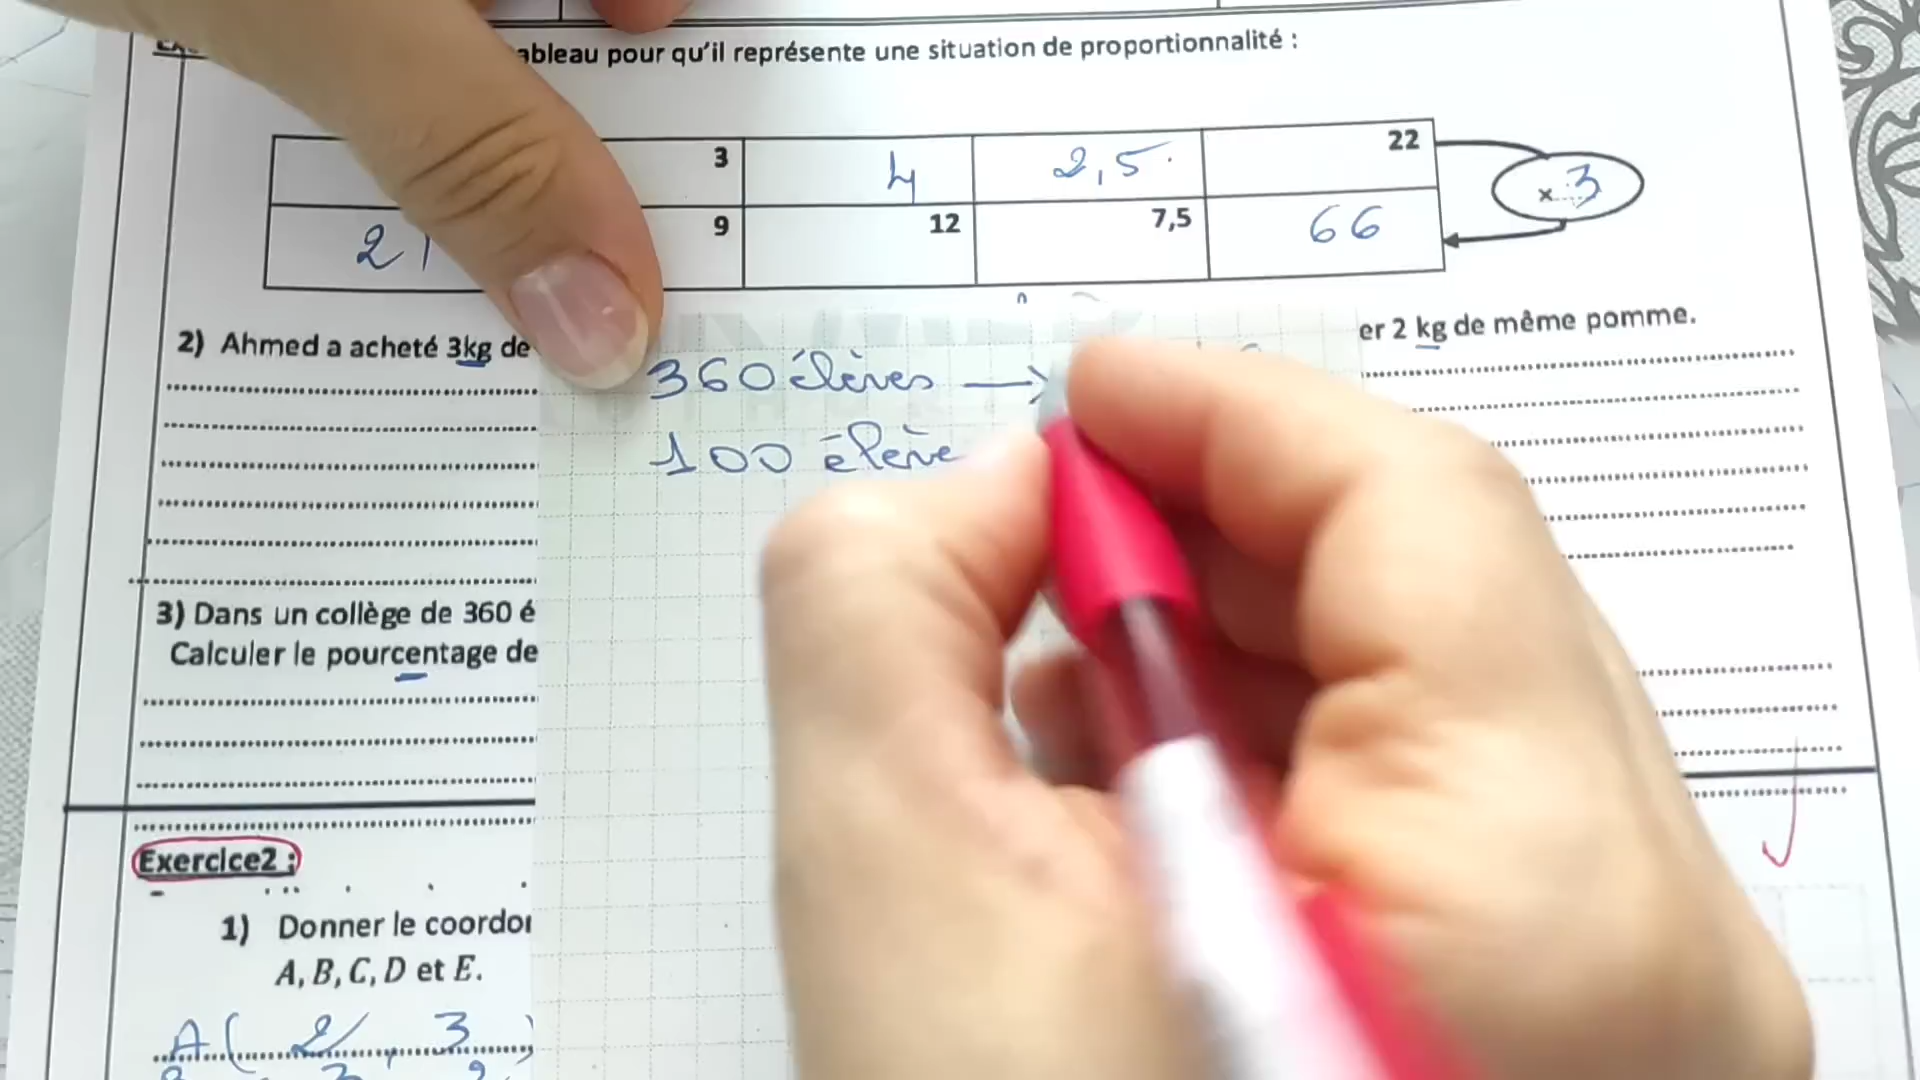 ableau pour qu'il représente une situation de proportionnalité :
3 4 2,5 22
× 3
21 9 12 7,5 66
2) Ahmed a acheté 3kg de
er 2 kg de même pomme.
360 élèves →
100 élève
3) Dans un collège de 360 é
Calculer le pourcentage de
Exercice2 :
1) Donner le coordon
A, B, C, D et E.
A( 2 , 3 )